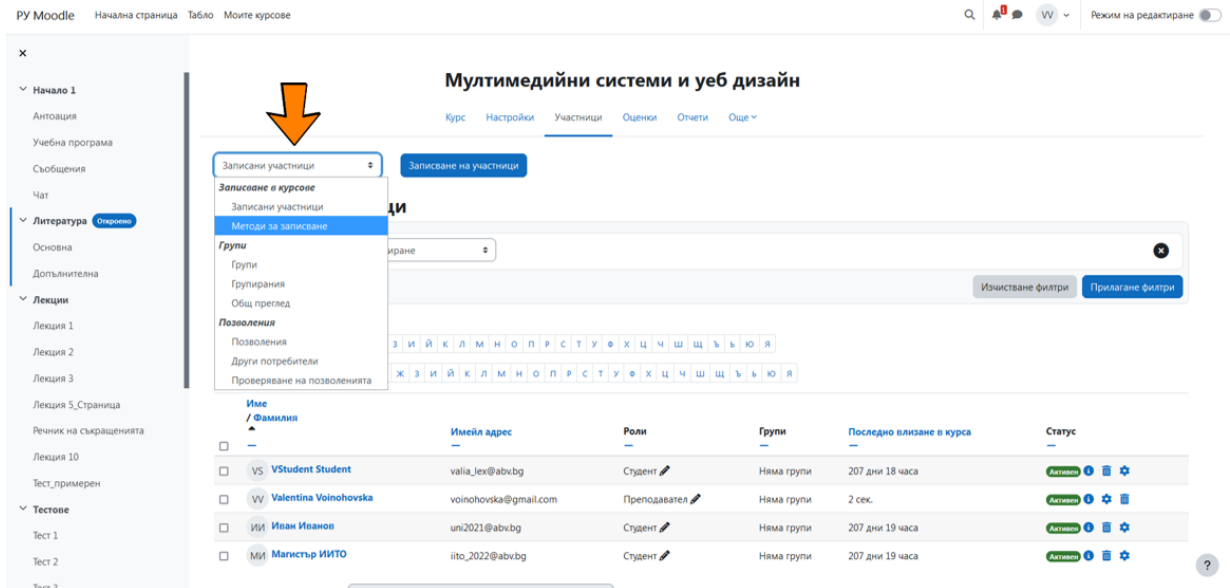 РУ Moodle Начална страница Табло Моите курсове
1
VV
Режим на редактиране
Начало 1
Антоация
Учебна програма
Съобщения
Чат
Литература Откроено
Основна
Допълнителна
Лекции
Лекция 1
Лекция 2
Лекция 3
Лекция 5_Страница
Речник на съкращенията
Лекция 10
Тест_примерен
Тестове
Тест 1
Тест 2
Мултимедийни системи и уеб дизайн
Курс Настройки Участници Оценки Отчети Още
Записани участници
Записване на участници
Записване в курсове
Записани участници
Методи за записване
Групи
Групи
Групирания
Общ преглед
Позволения
Позволения
Други потребители
Проверяване на позволенията
ци
иране
Изчистване филтри Прилагане филтри
З И Й К Л М Н О П Р С Т У Ф Х Ц Ч Ш Щ Ъ Ь Ю Я
Ж З И Й К Л М Н О П Р С Т У Ф Х Ц Ч Ш Щ Ъ Ь Ю Я
Име
/ Фамилия
Имейл адрес Роли Групи Последно влизане в курса Статус
VS VStudent Student valia_lex@abv.bg Студент Няма групи 207 дни 18 часа Активен
VV Valentina Voinohovska voinohovska@gmail.com Преподавател Няма групи 2 сек. Активен
ИИ Иван Иванов uni2021@abv.bg Студент Няма групи 207 дни 19 часа Активен
МИ Магистър ИИТО iito_2022@abv.bg Студент Няма групи 207 дни 19 часа Активен
?